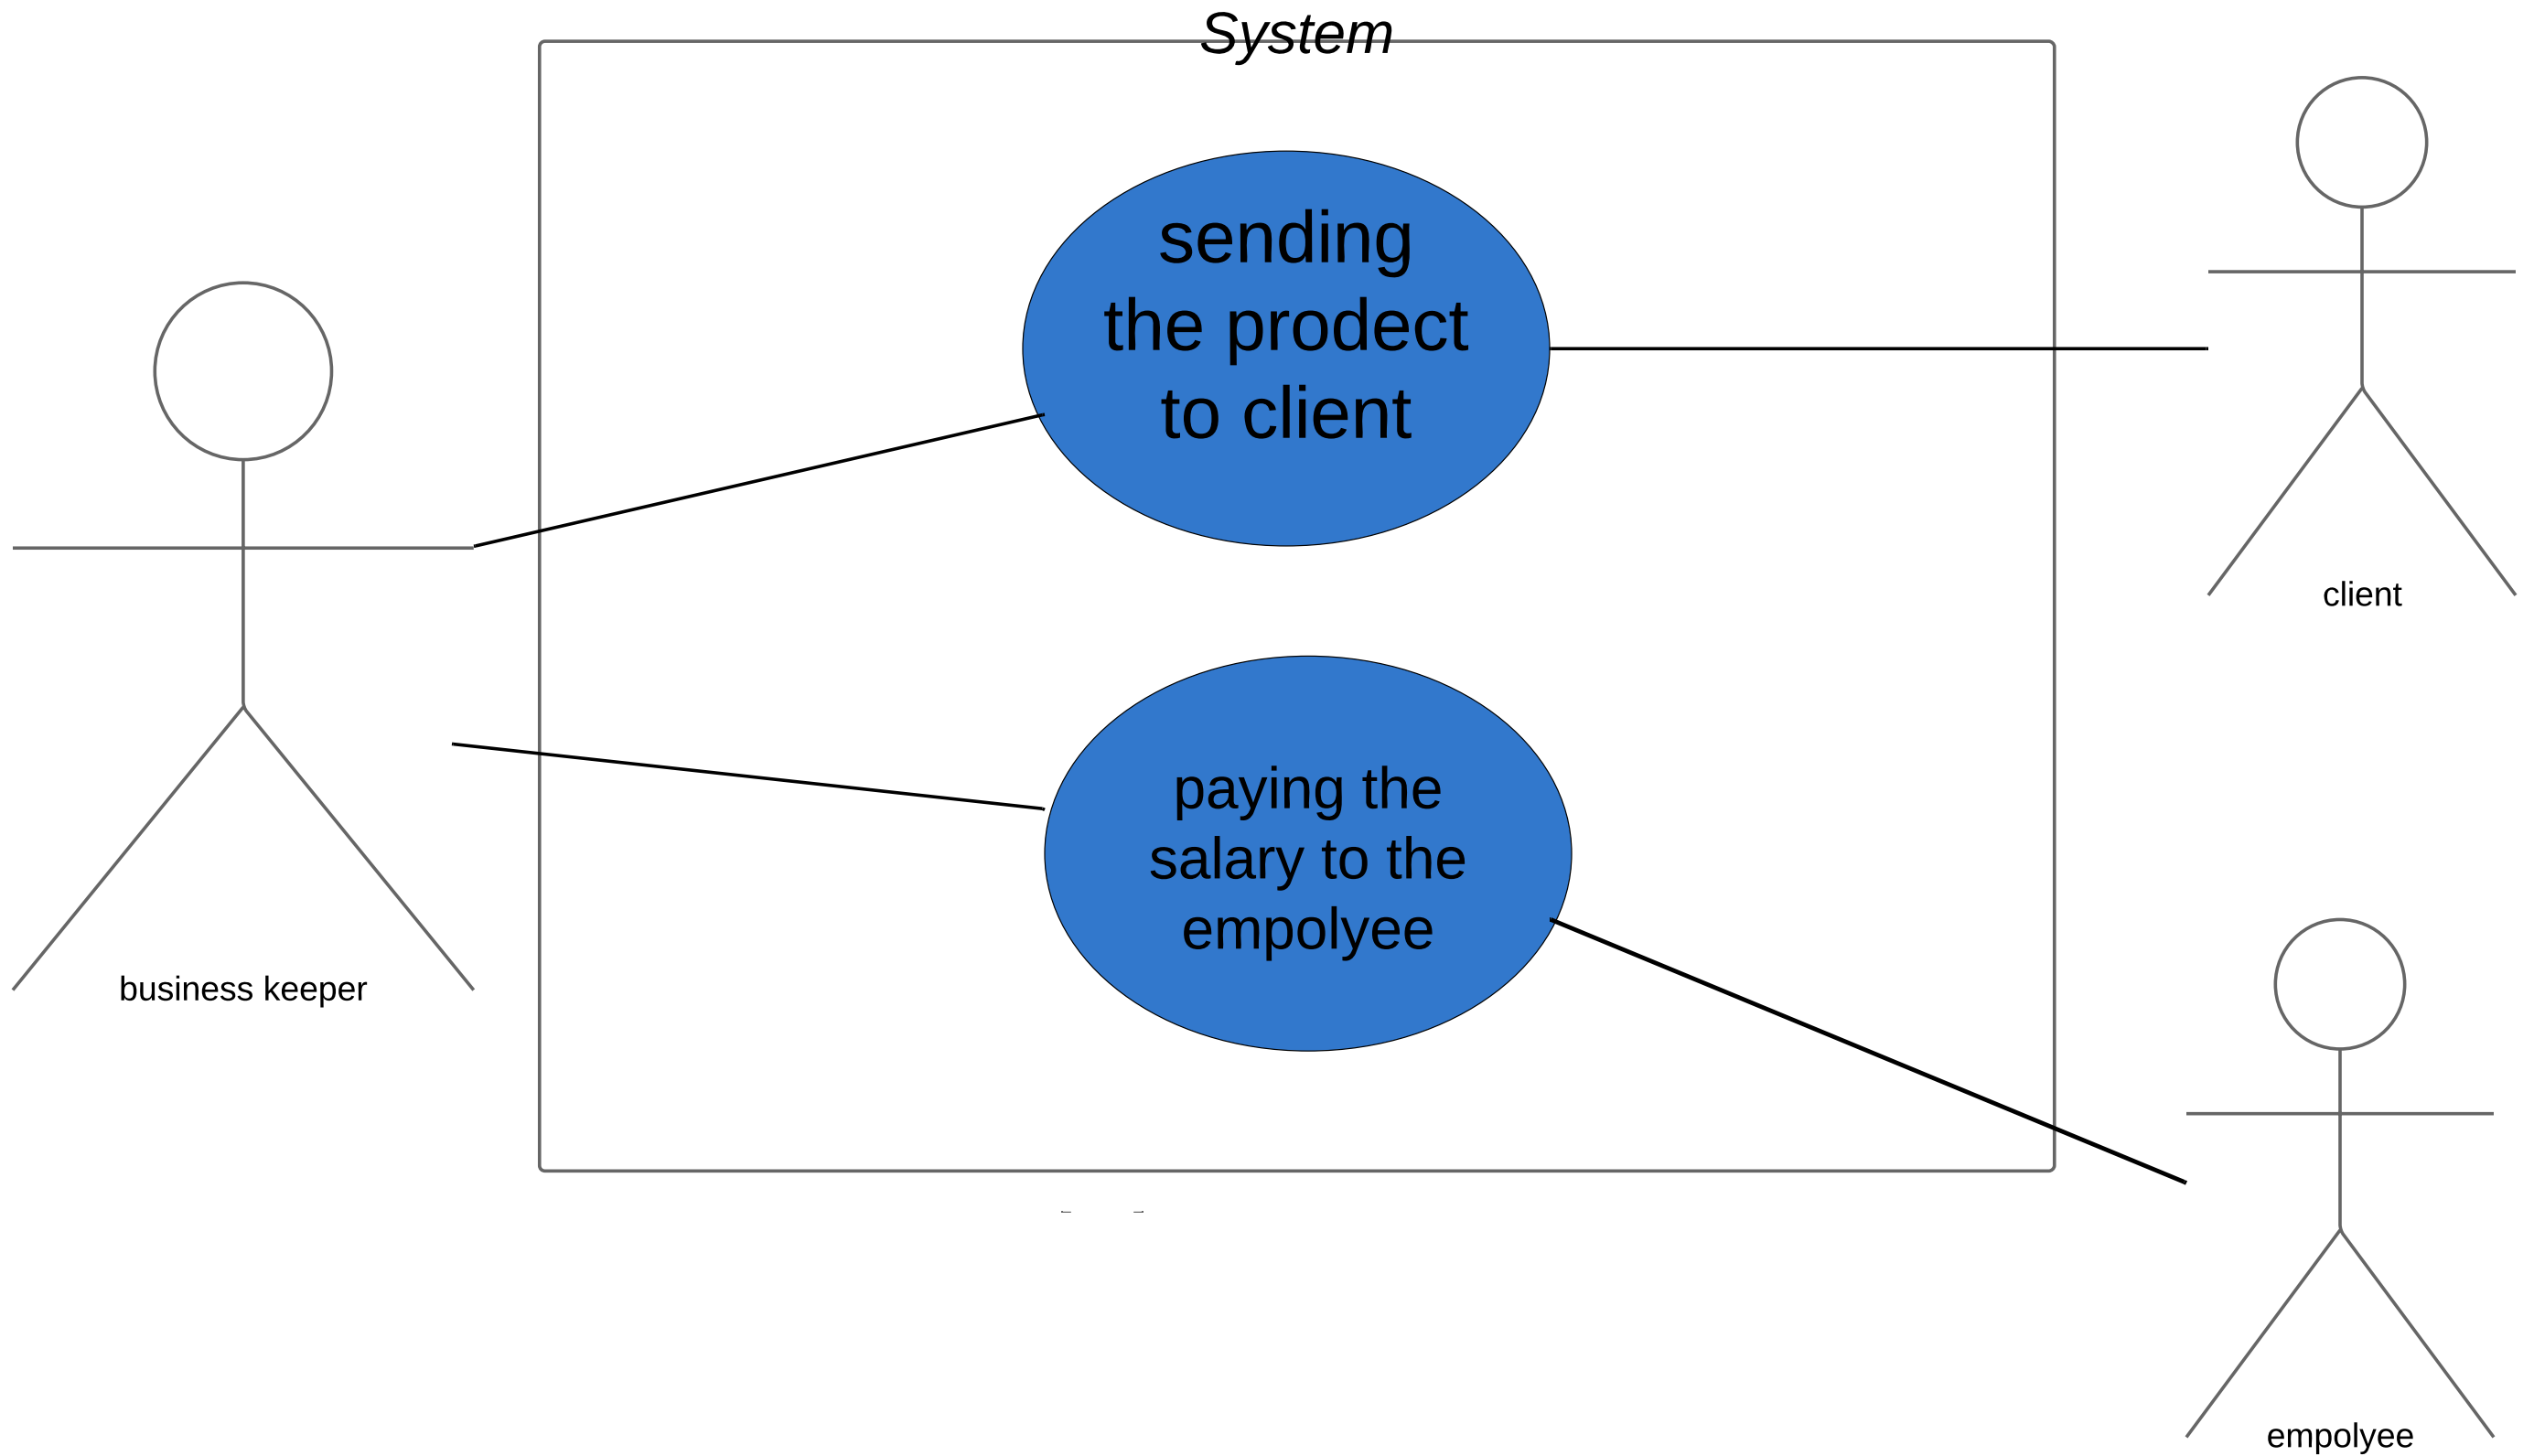 System
sending
the prodect
to client
client
paying the
salary to the
empolyee
business keeper
empolyee